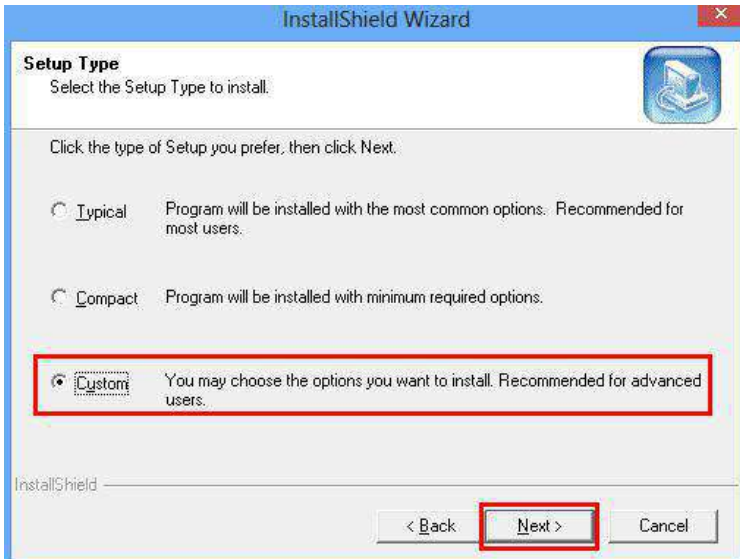 InstallShield Wizard
Setup Type
Select the Setup Type to install.
Click the type of Setup you prefer, then click Next.
Typical Program will be installed with the most common options. Recommended for
most users.
Compact Program will be installed with minimum required options.
Custom You may choose the options you want to install. Recommended for advanced
users.
InstallShield
< Back Next > Cancel